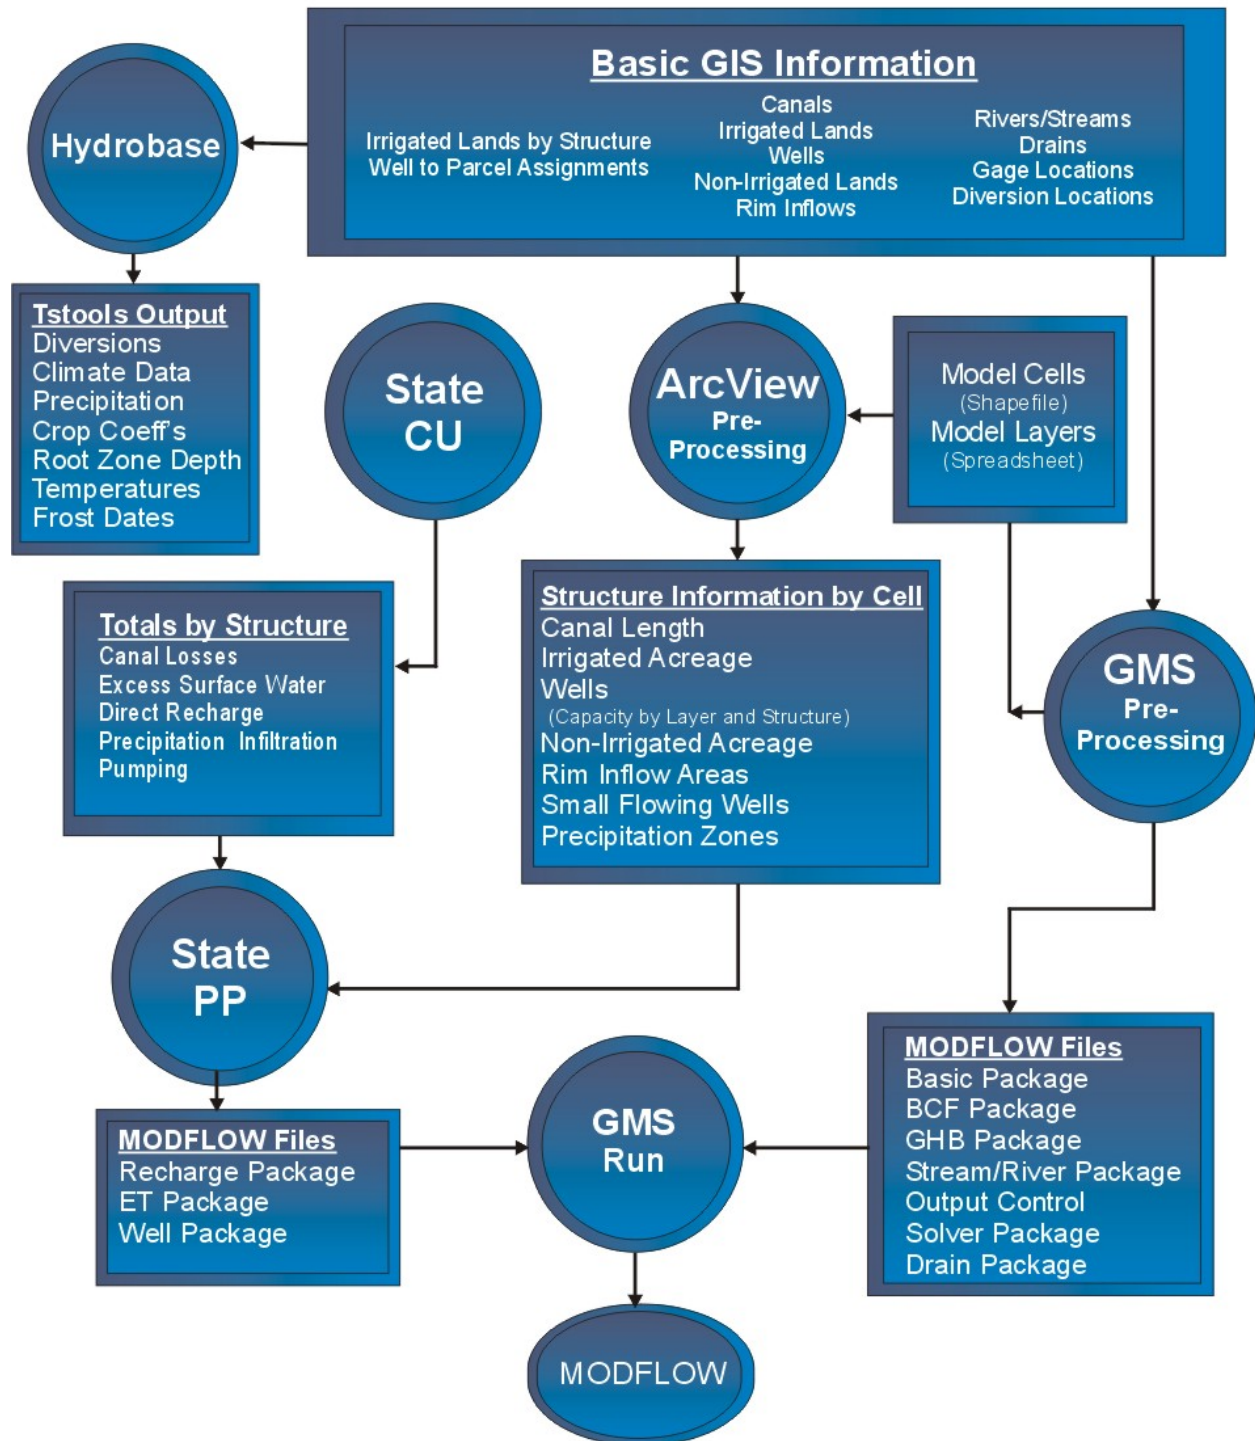 Basic GIS Information
Irrigated Lands by Structure
Well to Parcel Assignments
Canals
Irrigated Lands
Wells
Non-Irrigated Lands
Rim Inflows
Rivers/Streams
Drains
Gage Locations
Diversion Locations
Hydrobase
Tstools Output
Diversions
Climate Data
Precipitation
Crop Coeff's
Root Zone Depth
Temperatures
Frost Dates
State
CU
ArcView
Pre-
Processing
Model Cells
(Shapefile)
Model Layers
(Spreadsheet)
Totals by Structure
Canal Losses
Excess Surface Water
Direct Recharge
Precipitation Infiltration
Pumping
Structure Information by Cell
Canal Length
Irrigated Acreage
Wells
(Capacity by Layer and Structure)
Non-Irrigated Acreage
Rim Inflow Areas
Small Flowing Wells
Precipitation Zones
GMS
Pre-
Processing
State
PP
MODFLOW Files
Recharge Package
ET Package
Well Package
GMS
Run
MODFLOW Files
Basic Package
BCF Package
GHB Package
Stream/River Package
Output Control
Solver Package
Drain Package
MODFLOW